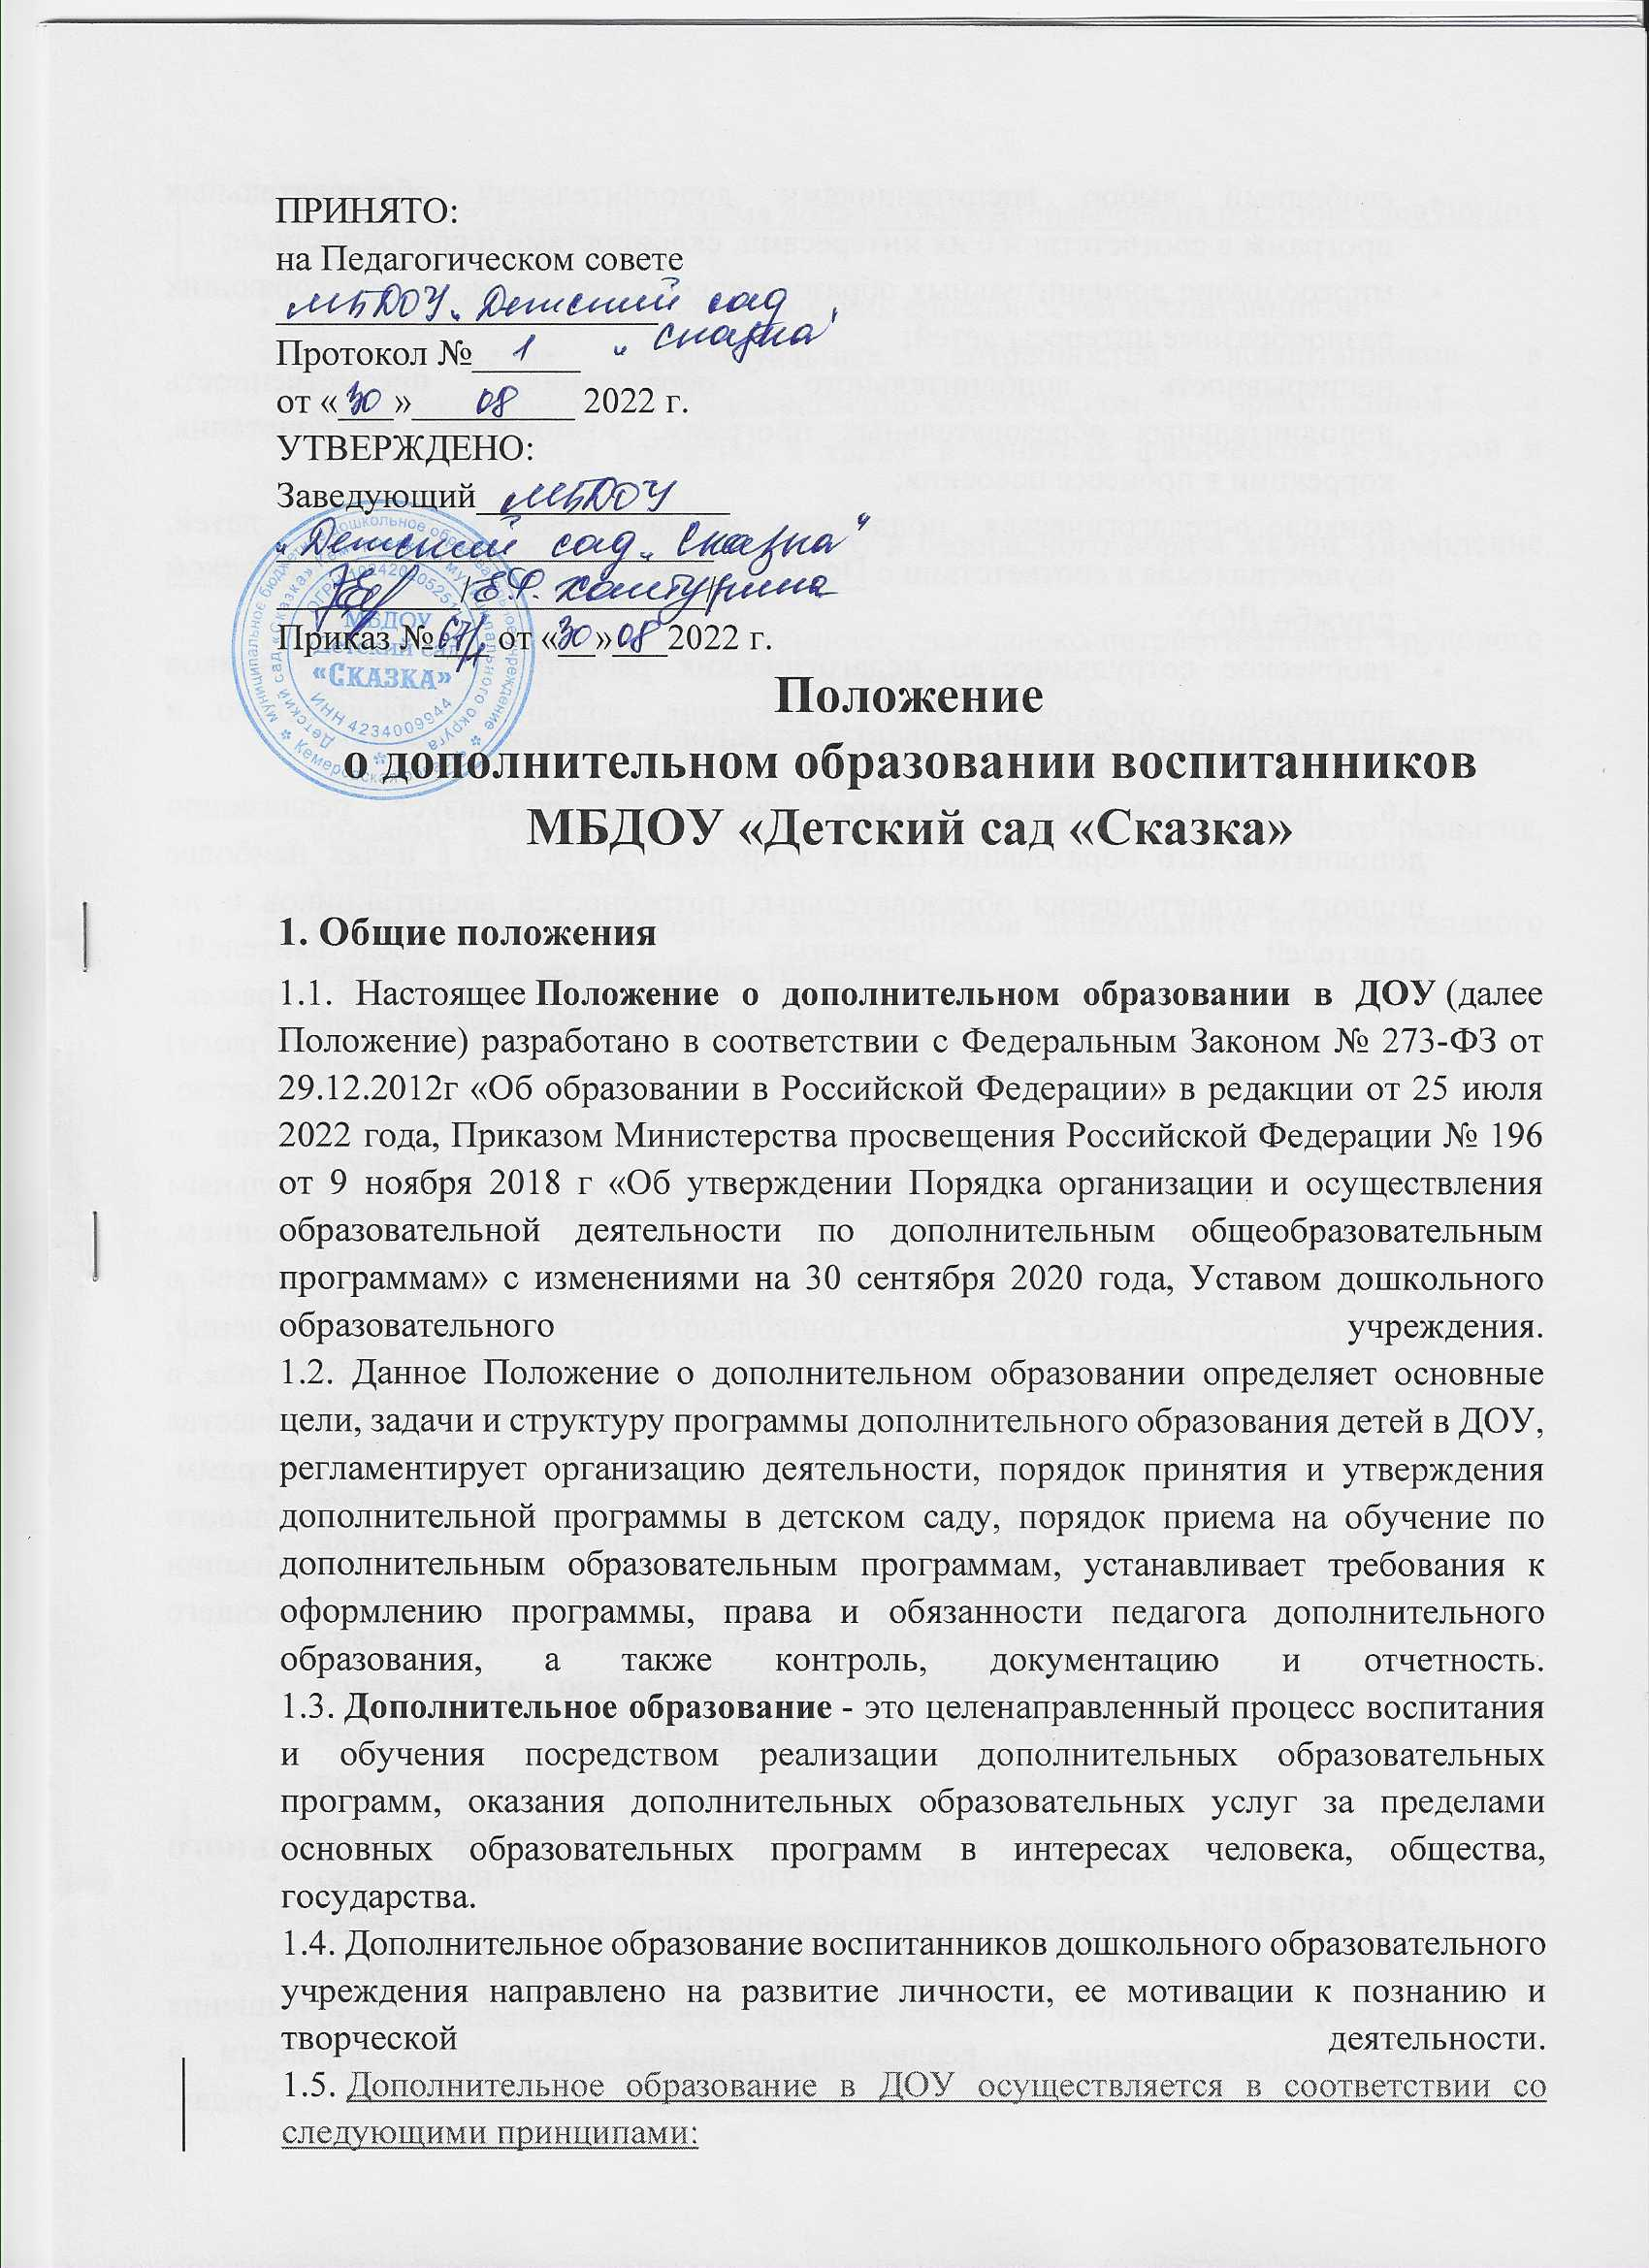 ПРИНЯТО:
на Педагогическом совете
МБДОУ „Детский сад
„Сказка"
Протокол № 1
от «30» 08 2022 г.
УТВЕРЖДЕНО:
Заведующий МБДОУ
„Детский сад „Сказка"
/Е.Ф. Хамтурина
Приказ № 67/1 от «30» 08 2022 г.
МБДОУ
Детский сад
«СКАЗКА»
ИНН 4234009944
Положение
о дополнительном образовании воспитанников
МБДОУ «Детский сад «Сказка»
1. Общие положения
1.1. Настоящее Положение о дополнительном образовании в ДОУ (далее
Положение) разработано в соответствии с Федеральным Законом № 273-ФЗ от
29.12.2012г «Об образовании в Российской Федерации» в редакции от 25 июля
2022 года, Приказом Министерства просвещения Российской Федерации № 196
от 9 ноября 2018 г «Об утверждении Порядка организации и осуществления
образовательной деятельности по дополнительным общеобразовательным
программам» с изменениями на 30 сентября 2020 года, Уставом дошкольного
образовательного учреждения.
1.2. Данное Положение о дополнительном образовании определяет основные
цели, задачи и структуру программы дополнительного образования детей в ДОУ,
регламентирует организацию деятельности, порядок принятия и утверждения
дополнительной программы в детском саду, порядок приема на обучение по
дополнительным образовательным программам, устанавливает требования к
оформлению программы, права и обязанности педагога дополнительного
образования, а также контроль, документацию и отчетность.
1.3. Дополнительное образование - это целенаправленный процесс воспитания
и обучения посредством реализации дополнительных образовательных
программ, оказания дополнительных образовательных услуг за пределами
основных образовательных программ в интересах человека, общества,
государства.
1.4. Дополнительное образование воспитанников дошкольного образовательного
учреждения направлено на развитие личности, ее мотивации к познанию и
творческой деятельности.
1.5. Дополнительное образование в ДОУ осуществляется в соответствии со
следующими принципами: